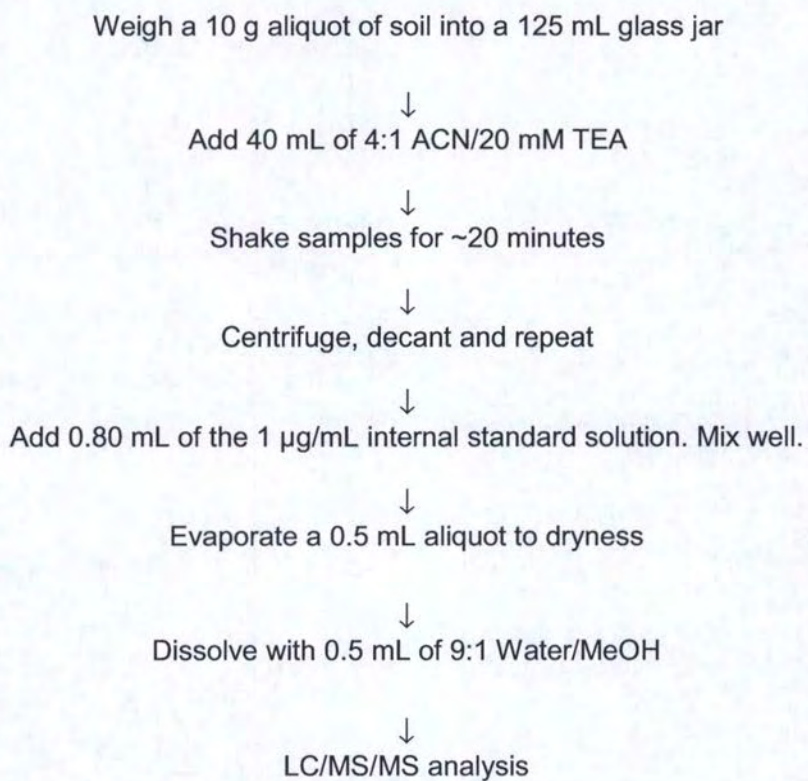 Weigh a 10 g aliquot of soil into a 125 mL glass jar
↓
Add 40 mL of 4:1 ACN/20 mM TEA
↓
Shake samples for ~20 minutes
↓
Centrifuge, decant and repeat
↓
Add 0.80 mL of the 1 µg/mL internal standard solution. Mix well.
↓
Evaporate a 0.5 mL aliquot to dryness
↓
Dissolve with 0.5 mL of 9:1 Water/MeOH
↓
LC/MS/MS analysis